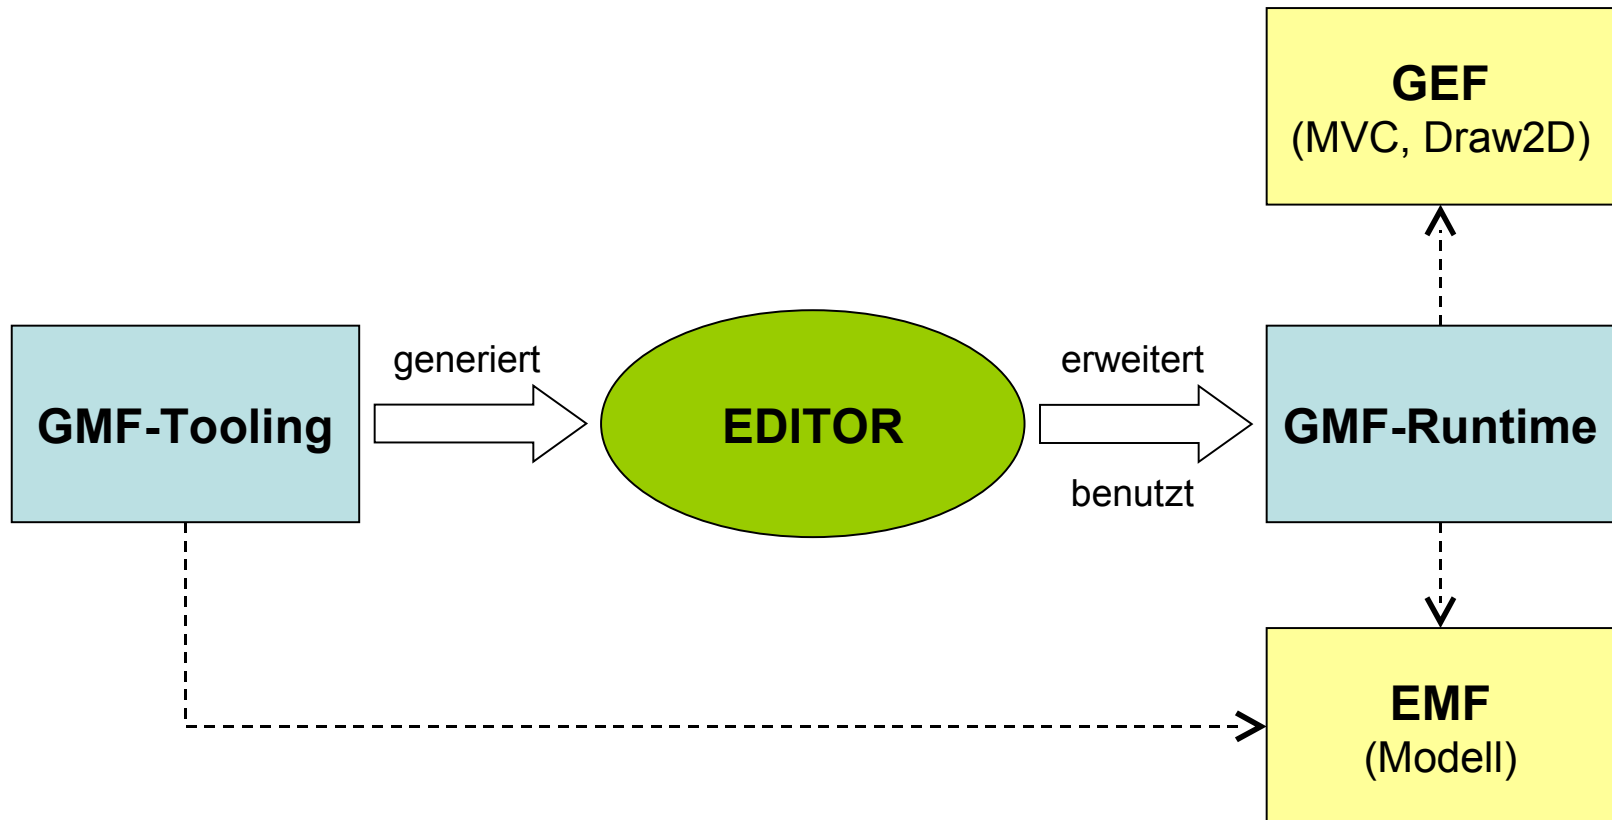 GEF
(MVC, Draw2D)
generiert
erweitert
GMF-Tooling
EDITOR
GMF-Runtime
benutzt
EMF
(Modell)